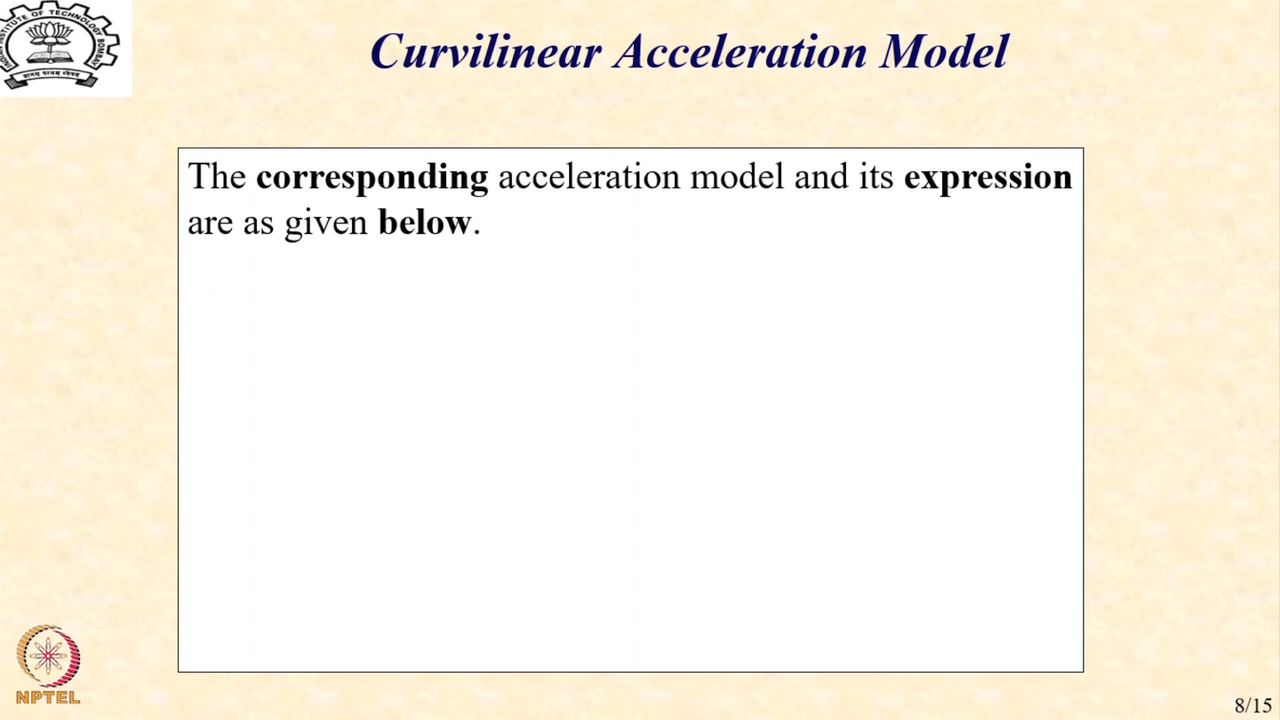 Curvilinear Acceleration Model
The corresponding acceleration model and its expression
are as given below.
NPTEL
8/15